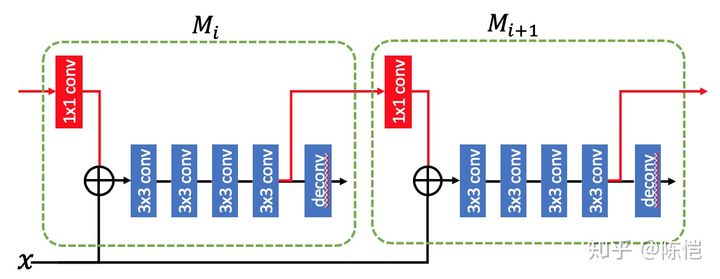 M_i
M_{i+1}
1x1 conv
3x3 conv
3x3 conv
3x3 conv
3x3 conv
deconv
1x1 conv
3x3 conv
3x3 conv
3x3 conv
3x3 conv
deconv
x
知乎 @陈恺